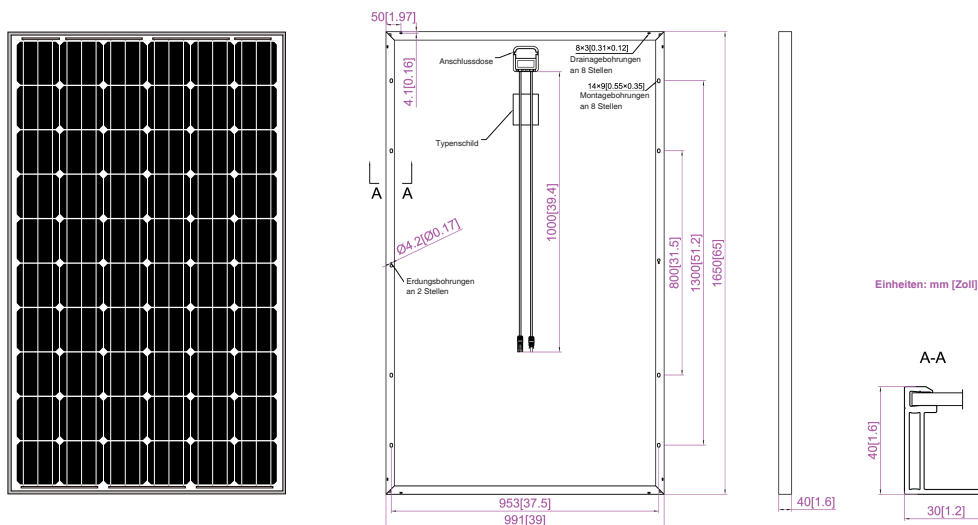 50[1.97]
4.1[0.16]
Anschlussdose
8×3[0.31×0.12]
Drainagebohrungen
an 8 Stellen
14×9[0.55×0.35]
Montagebohrungen
an 8 Stellen
Typenschild
A
A
Ø4.2[Ø0.17]
Erdungsbohrungen
an 2 Stellen
1000[39.4]
800[31.5]
1300[51.2]
1650[65]
953[37.5]
991[39]
40[1.6]
Einheiten: mm [Zoll]
A-A
40[1.6]
30[1.2]